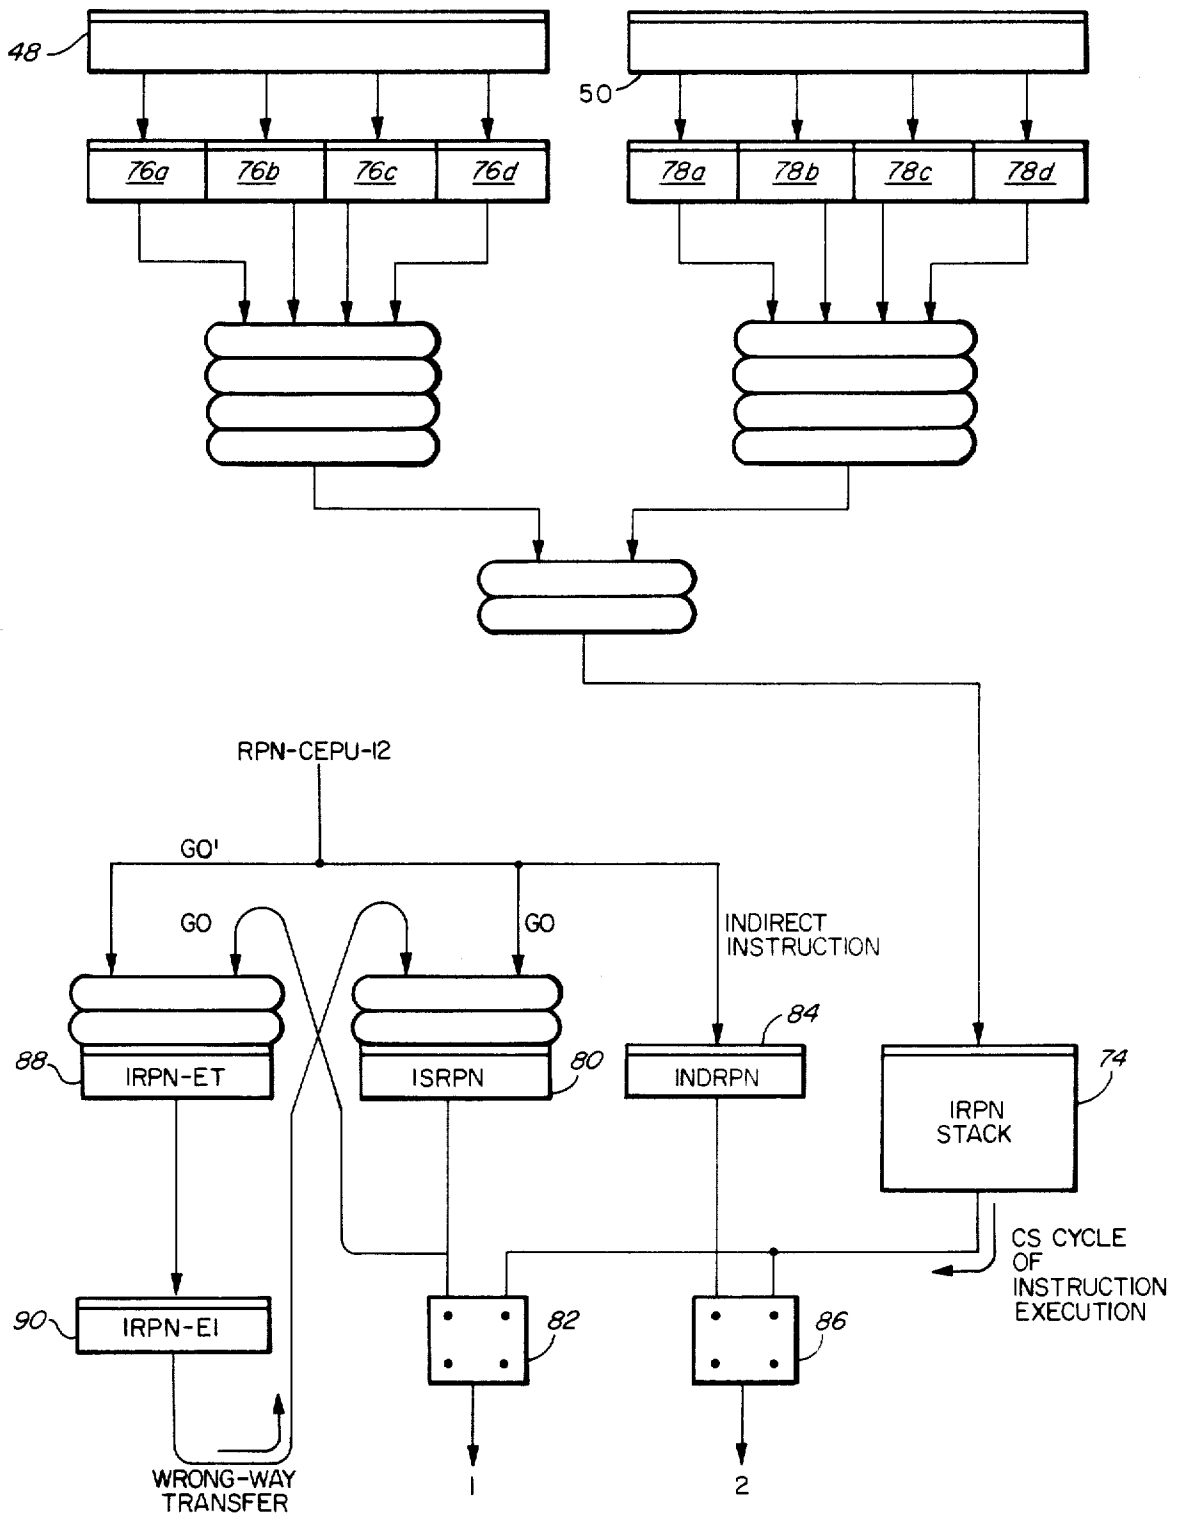 48
50
76a 76b 76c 76d
78a 78b 78c 78d
RPN-CEPU-12
GO'
GO
GO
INDIRECT
INSTRUCTION
88
IRPN-ET
ISRPN
80
84
INDRPN
74
IRPN
STACK
CS CYCLE
OF
INSTRUCTION
EXECUTION
90
IRPN-EI
82
86
WRONG-WAY
TRANSFER
1
2